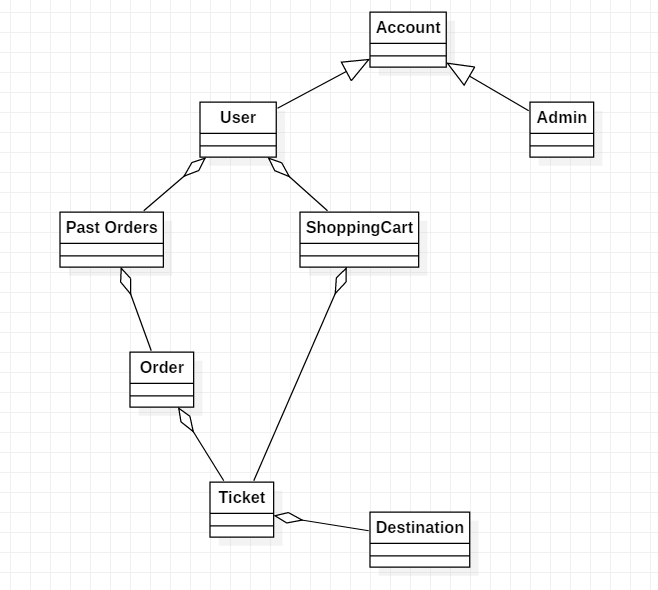 Account
User
Admin
Past Orders
ShoppingCart
Order
Ticket
Destination